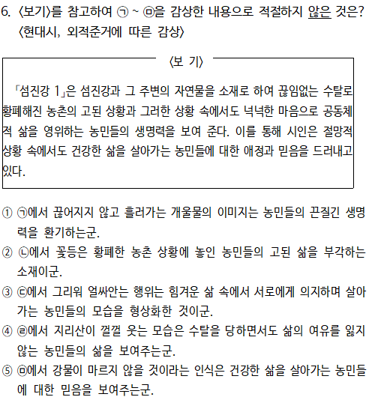 6. <보기>를 참고하여 ㉠ ~ ㉤을 감상한 내용으로 적절하지 않은 것은?
<현대시, 외적준거에 따른 감상>
<보 기>
「섬진강 1」은 섬진강과 그 주변의 자연물을 소재로 하여 끊임없는 수탈로
황폐해진 농촌의 고된 상황과 그러한 상황 속에서도 넉넉한 마음으로 공동체
적 삶을 영위하는 농민들의 생명력을 보여 준다. 이를 통해 시인은 절망적
상황 속에서도 건강한 삶을 살아가는 농민들에 대한 애정과 믿음을 드러내고
있다.
① ㉠에서 끊어지지 않고 흘러가는 개울물의 이미지는 농민들의 끈질긴 생명
력을 환기하는군.
② ㉡에서 꽃등은 황폐한 농촌 상황에 놓인 농민들의 고된 삶을 부각하는
소재이군.
③ ㉢에서 그리워 얼싸안는 행위는 힘겨운 삶 속에서 서로에게 의지하며 살아
가는 농민들의 모습을 형상화한 것이군.
④ ㉣에서 지리산이 껄껄 웃는 모습은 수탈을 당하면서도 삶의 여유를 잃지
않는 농민들의 삶을 보여주는군.
⑤ ㉤에서 강물이 마르지 않을 것이라는 인식은 건강한 삶을 살아가는 농민들
에 대한 믿음을 보여주는군.